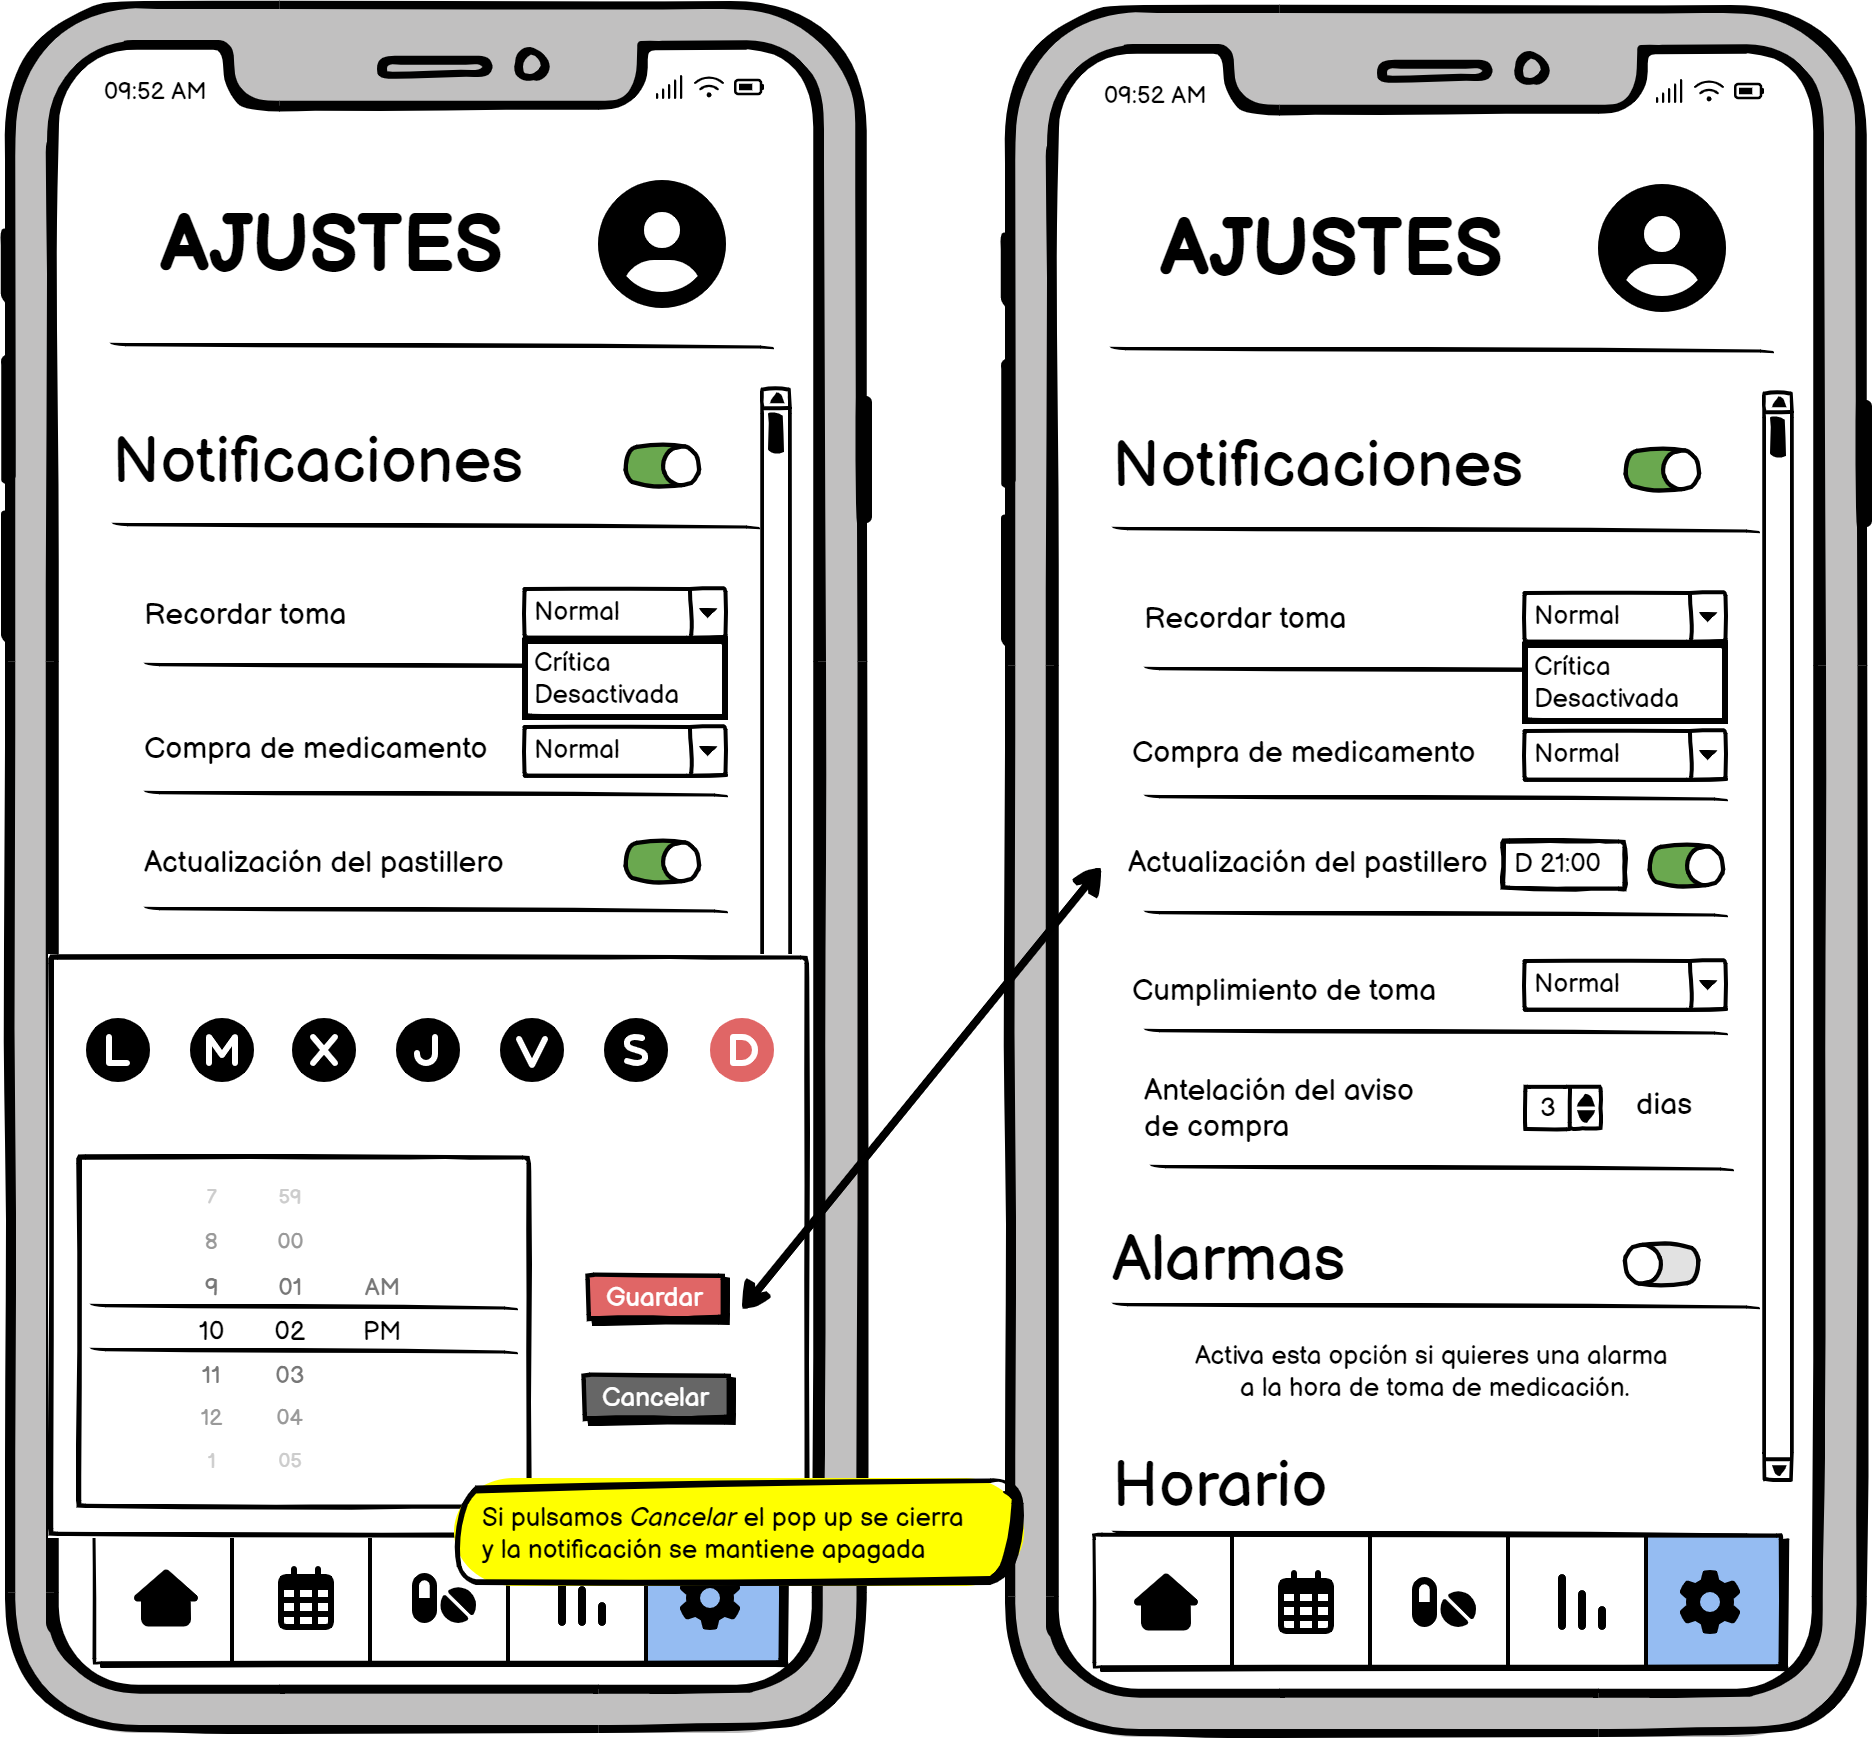 09:52 AM
AJUSTES
Notificaciones
Recordar toma
Normal
Crítica
Desactivada
Compra de medicamento
Normal
Actualización del pastillero
L M X J V S D
7 59
8 00
9 01 AM
10 02 PM
11 03
12 04
1 05
Guardar
Cancelar
Si pulsamos Cancelar el pop up se cierra
y la notificación se mantiene apagada
09:52 AM
AJUSTES
Notificaciones
Recordar toma
Normal
Crítica
Desactivada
Compra de medicamento
Normal
Actualización del pastillero
D 21:00
Cumplimiento de toma
Normal
Antelación del aviso
de compra
3
dias
Alarmas
Activa esta opción si quieres una alarma
a la hora de toma de medicación.
Horario